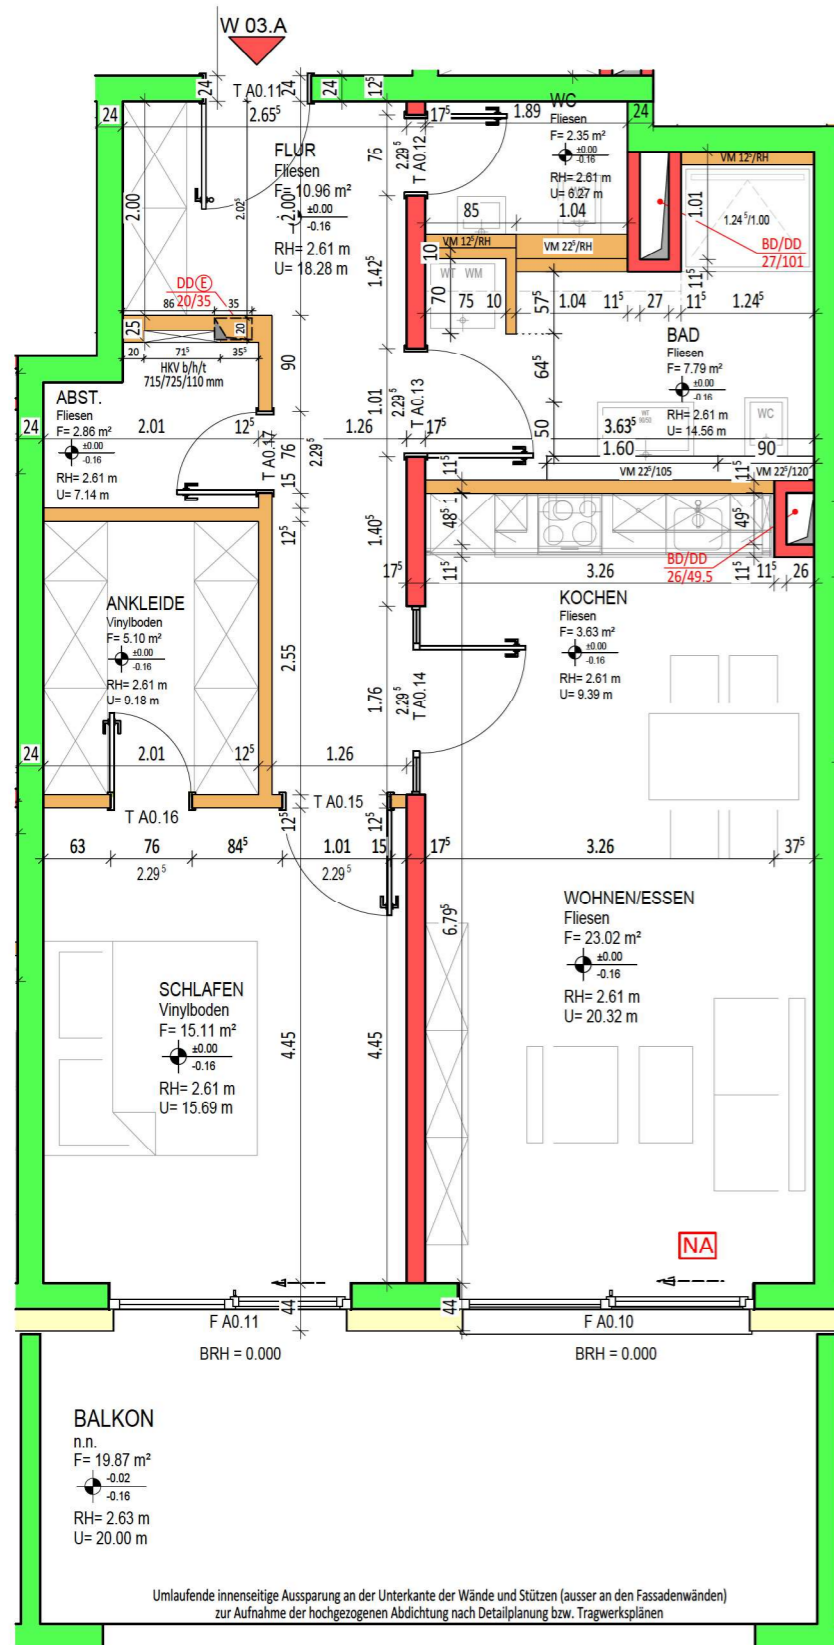 W 03.A
T A0.11
24
24
24
12⁵
24
2.65⁵
17⁵
1.89
24
WC
Fliesen
F= 2.35 m²
±0.00
-0.16
RH= 2.61 m
U= 6.27 m
FLUR
Fliesen
F= 10.96 m²
±0.00
-0.16
RH= 2.61 m
U= 18.28 m
2.00
2.02⁵
2.00
75
2.29⁵
T A0.12
1.42⁵
85
1.04
VM 12⁵/RH
VM 22⁵/RH
VM 12⁵/RH
1.01
1.24⁵/1.00
BD/DD
27/101
DDⒺ
20/35
86
35
25
20
20
71⁵
35⁵
HKV b/h/t
715/725/110 mm
10
WT
WM
70
75
10
57⁵
1.04
11⁵
27
11⁵
11⁵
1.24⁵
BAD
Fliesen
F= 7.79 m²
±0.00
-0.16
RH= 2.61 m
U= 14.56 m
64⁵
50
3.63⁵
1.60
90
WC
VM 22⁵/105
VM 22⁵/120
90
1.01
2.29⁵
T A0.13
ABST.
Fliesen
F= 2.86 m²
±0.00
-0.16
RH= 2.61 m
U= 7.14 m
24
2.01
12⁵
1.26
17⁵
T A0.17
76
2.29⁵
15
12⁵
1.40⁵
11⁵
11⁵
48⁵
49⁵
BD/DD
26/49.5
17⁵
11⁵
3.26
11⁵
11⁵
26
KOCHEN
Fliesen
F= 3.63 m²
±0.00
-0.16
RH= 2.61 m
U= 9.39 m
ANKLEIDE
Vinylboden
F= 5.10 m²
±0.00
-0.16
RH= 2.61 m
U= 0.18 m
2.55
1.76
2.29⁵
T A0.14
24
2.01
12⁵
1.26
T A0.16
T A0.15
12⁵
12⁵
63
76
84⁵
1.01
15
17⁵
3.26
37⁵
2.29⁵
2.29⁵
6.79⁵
WOHNEN/ESSEN
Fliesen
F= 23.02 m²
±0.00
-0.16
RH= 2.61 m
U= 20.32 m
SCHLAFEN
Vinylboden
F= 15.11 m²
±0.00
-0.16
RH= 2.61 m
U= 15.69 m
4.45
4.45
NA
44
44
F A0.11
F A0.10
BRH = 0.000
BRH = 0.000
BALKON
n.n.
F= 19.87 m²
-0.02
-0.16
RH= 2.63 m
U= 20.00 m
Umlaufende innenseitige Aussparung an der Unterkante der Wände und Stützen (ausser an den Fassadenwänden)
zur Aufnahme der hochgezogenen Abdichtung nach Detailplanung bzw. Tragwerksplänen